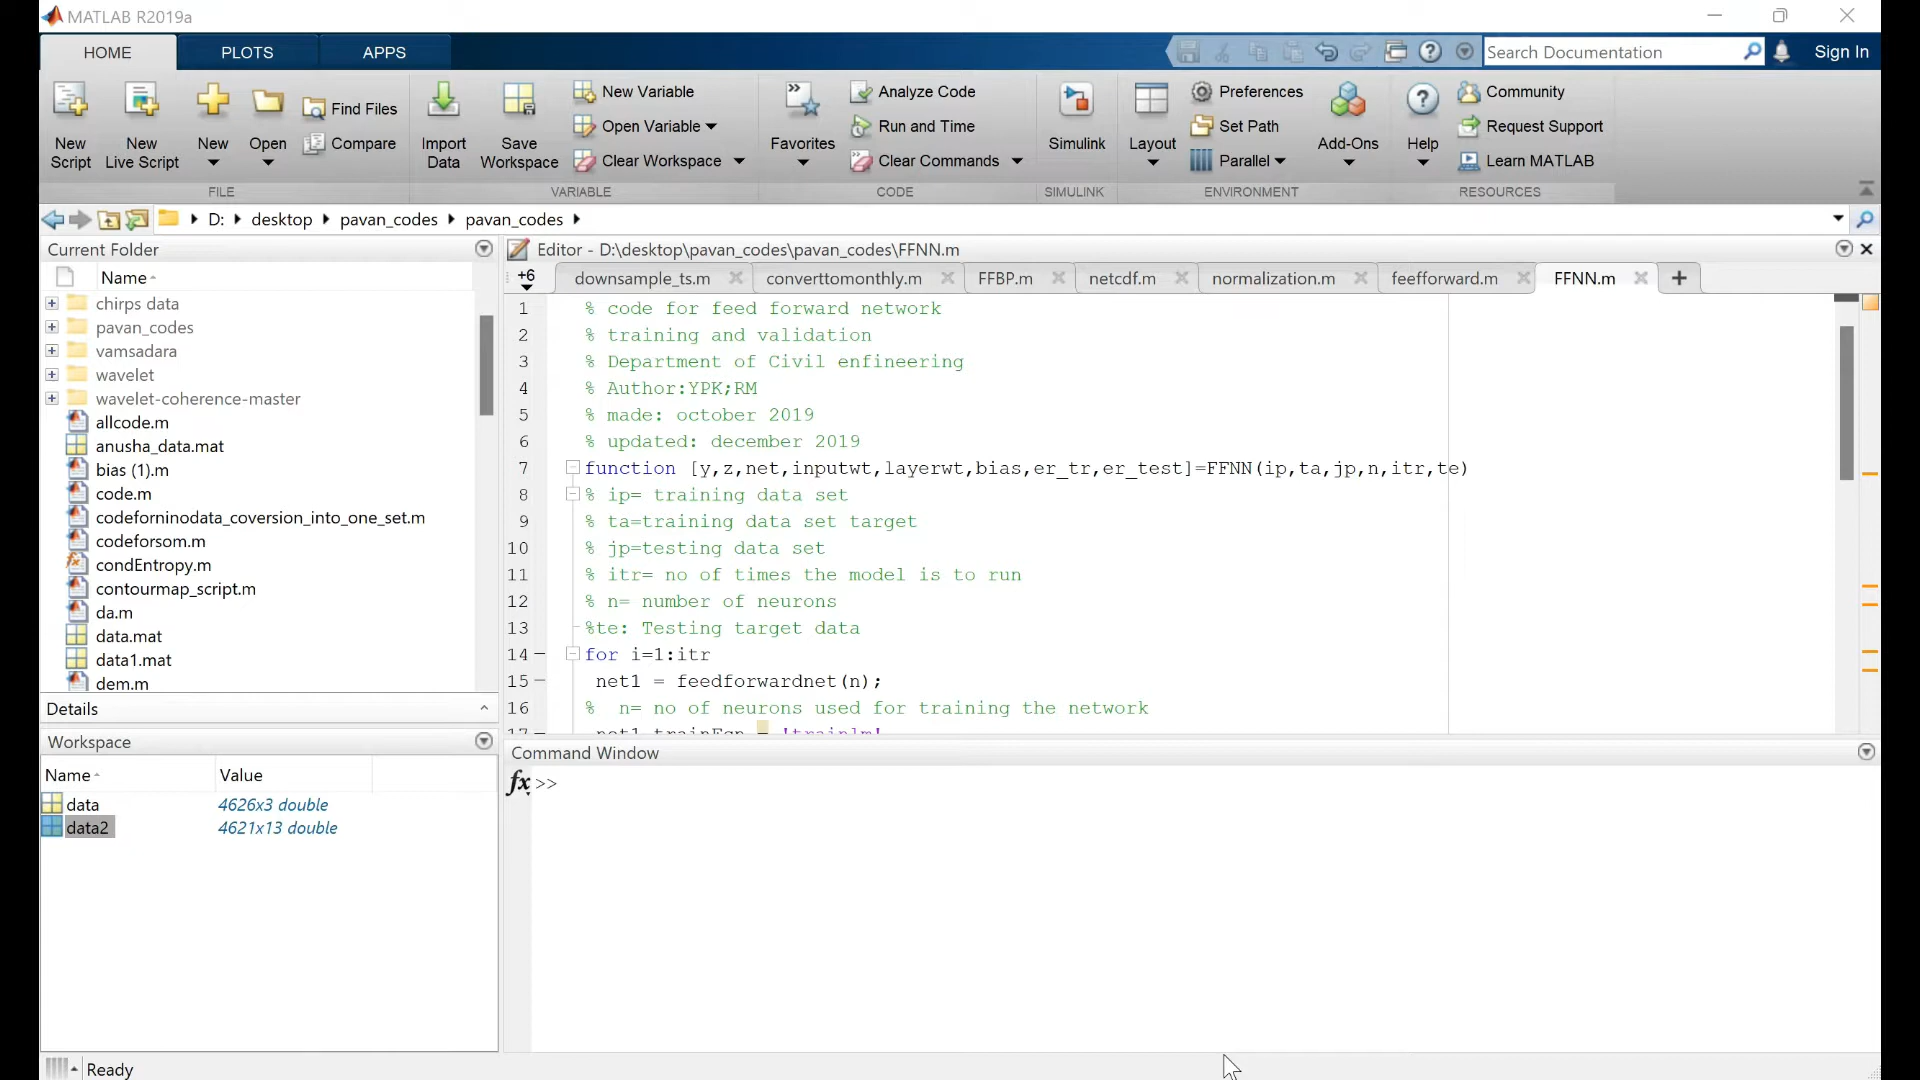 MATLAB R2019a
HOME PLOTS APPS
Search Documentation
Sign In
New Script
New Live Script
New
Open
Find Files
Compare
Import Data
Save Workspace
New Variable
Open Variable
Clear Workspace
Favorites
Analyze Code
Run and Time
Clear Commands
Simulink
Layout
Preferences
Set Path
Parallel
Add-Ons
Help
Community
Request Support
Learn MATLAB
FILE VARIABLE CODE SIMULINK ENVIRONMENT RESOURCES
D: desktop pavan_codes pavan_codes
Current Folder
Name
chirps data
pavan_codes
vamsadara
wavelet
wavelet-coherence-master
allcode.m
anusha_data.mat
bias (1).m
code.m
codeforninodata_coversion_into_one_set.m
codeforsom.m
condEntropy.m
contourmap_script.m
da.m
data.mat
data1.mat
dem.m
Details
Workspace
Name Value
data 4626x3 double
data2 4621x13 double
Editor - D:\desktop\pavan_codes\pavan_codes\FFNN.m
+6 downsample_ts.m converttomonthly.m FFBP.m netcdf.m normalization.m feefforward.m FFNN.m +
1 % code for feed forward network
2 % training and validation
3 % Department of Civil enfineering
4 % Author:YPK;RM
5 % made: october 2019
6 % updated: december 2019
7 function [y,z,net,inputwt,layerwt,bias,er_tr,er_test]=FFNN(ip,ta,jp,n,itr,te)
8 % ip= training data set
9 % ta=training data set target
10 % jp=testing data set
11 % itr= no of times the model is to run
12 % n= number of neurons
13 %te: Testing target data
14 for i=1:itr
15 net1 = feedforwardnet(n);
16 % n= no of neurons used for training the network
17 net1.trainFcn = 'trainlm'
Command Window
fx >>
Ready